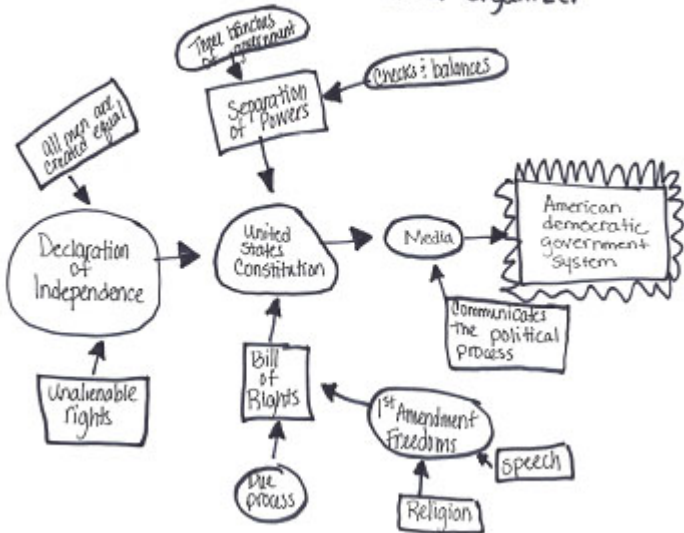 organizer
Three branches
of government
Checks & balances
Separation
of Powers
all men are
created equal
Declaration
of
Independence
United
States
Constitution
Media
American
democratic
government
system
Communicates
the political
process
Unalienable
rights
Bill
of
Rights
1st Amendment
Freedoms
speech
Due
process
Religion